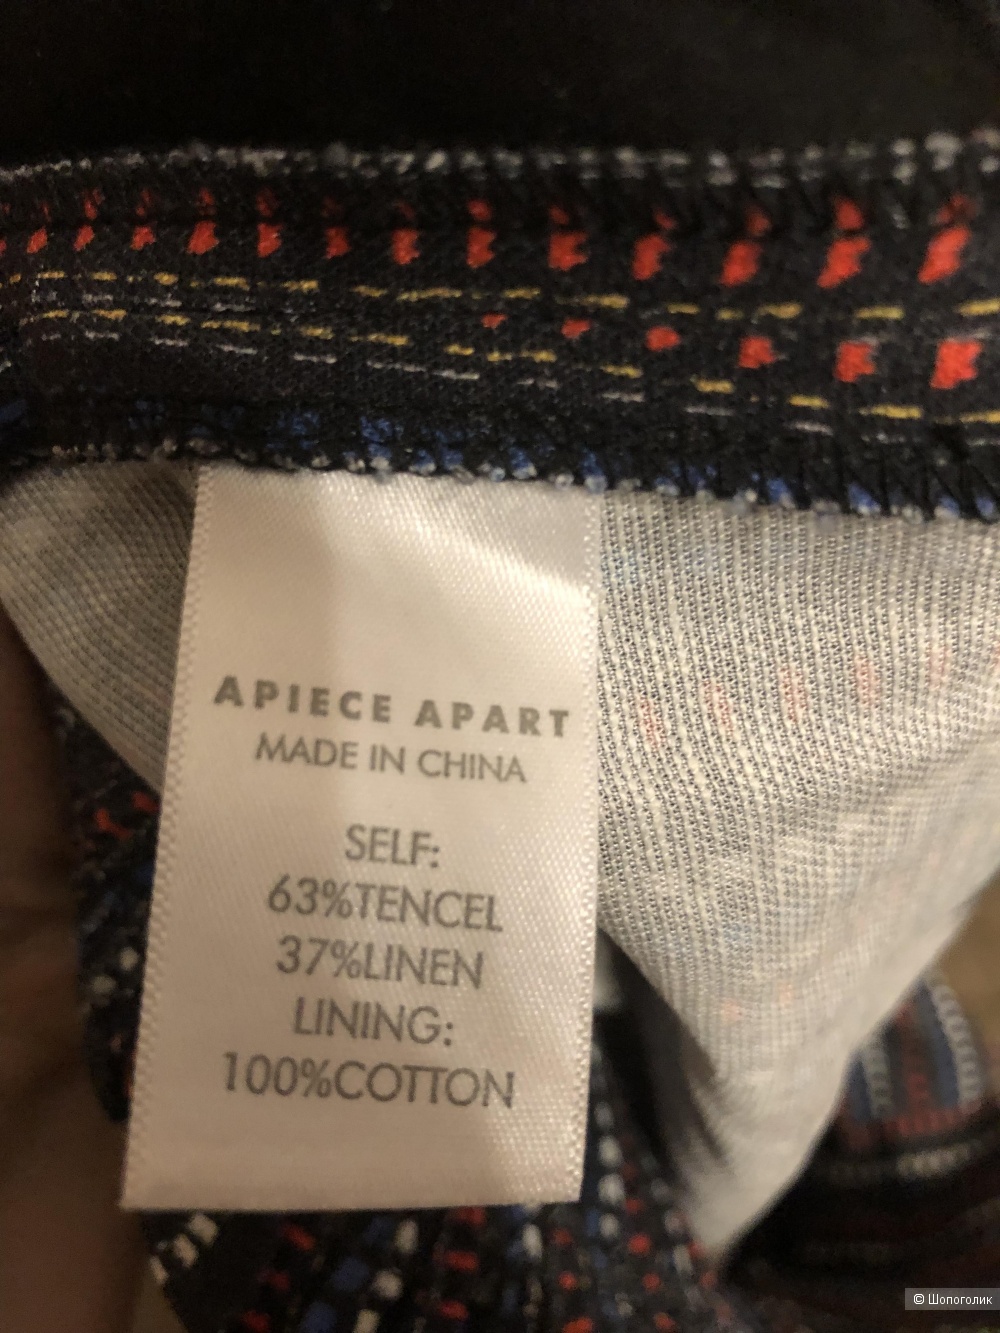 APIECE APART
MADE IN CHINA
SELF:
63%TENCEL
37%LINEN
LINING:
100%COTTON
© Шопоголик